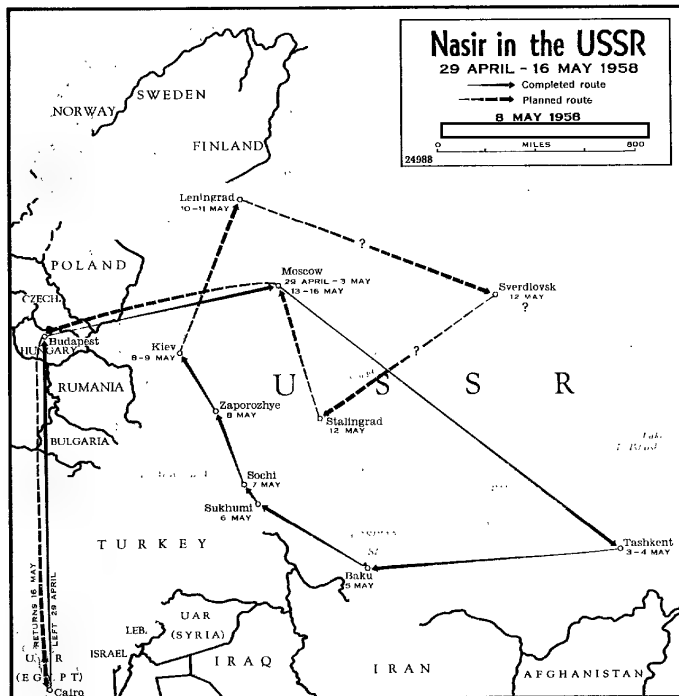 Nasir in the USSR
29 APRIL - 16 MAY 1958
Completed route
Planned route
8 MAY 1958
0 MILES 800
24988
SWEDEN
NORWAY
FINLAND
Leningrad
10-11 MAY
?
POLAND
Moscow
29 APRIL-3 MAY
13-16 MAY
Sverdlovsk
12 MAY
?
CZECH.
Budapest
HUNGARY
Kiev
8-9 MAY
?
U S S R
RUMANIA
Zaporozhye
8 MAY
Stalingrad
12 MAY
BULGARIA
Lake
Sochi
7 MAY
Sukhumi
6 MAY
TURKEY
Tashkent
3-4 MAY
Baku
5 MAY
RETURNS 16 MAY
LEFT 29 APRIL
UAR
(SYRIA)
LEB.
ISRAEL
IRAQ
IRAN
AFGHANISTAN
U R
(EGYPT)
Cairo